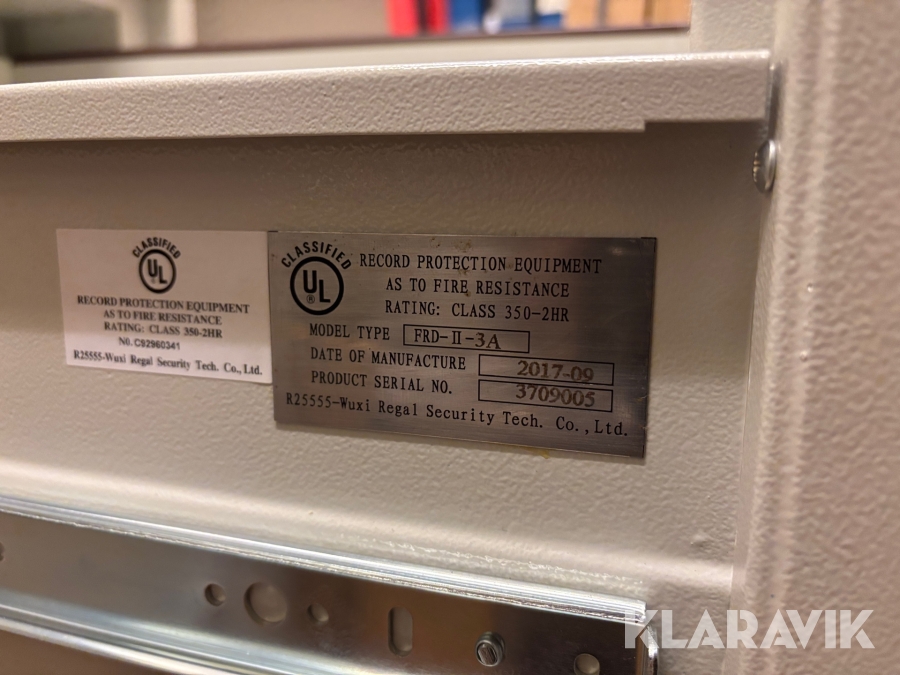 CLASSIFIED
UL
RECORD PROTECTION EQUIPMENT
AS TO FIRE RESISTANCE
RATING: CLASS 350-2HR
NO. C92960341
R25555-Wuxi Regal Security Tech. Co., Ltd.
CLASSIFIED
UL®
RECORD PROTECTION EQUIPMENT
AS TO FIRE RESISTANCE
RATING: CLASS 350-2HR
MODEL TYPE FRD-II-3A
DATE OF MANUFACTURE 2017-09
PRODUCT SERIAL NO. 3709005
R25555-Wuxi Regal Security Tech. Co., Ltd.
KLARAVIK